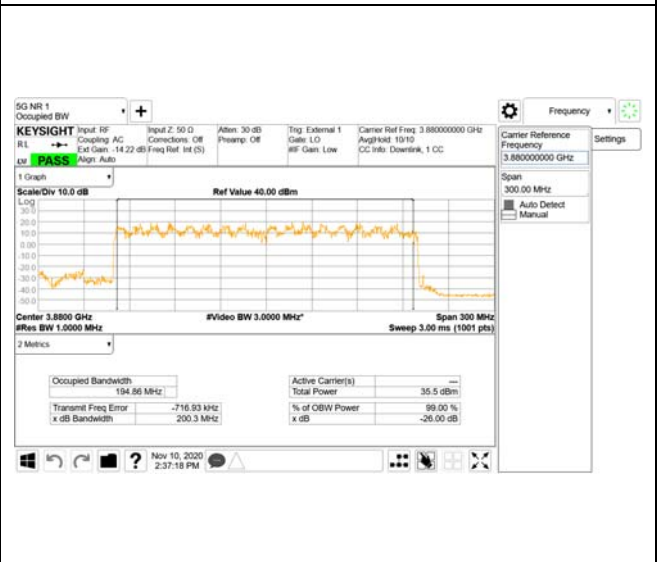 5G NR 1
Occupied BW
Frequency
KEYSIGHT
Input: RF
Input Z: 50 Ω
Atten: 30 dB
Trig: External 1
Carrier Ref Freq: 3.880000000 GHz
RL
Coupling: AC
Corrections: Off
Preamp: Off
Gate: LO
Avg|Hold: 10/10
Ext Gain: -14.22 dB
Freq Ref: Int (S)
#IF Gain: Low
CC Info: Downlink, 1 CC
PASS
Align: Auto
Carrier Reference
Frequency
3.880000000 GHz
Settings
Span
300.00 MHz
Auto Detect
Manual
1 Graph
Scale/Div 10.0 dB
Ref Value 40.00 dBm
Log
30.0
20.0
10.0
0.00
-10.0
-20.0
-30.0
-40.0
-50.0
Center 3.8800 GHz
#Video BW 3.0000 MHz*
Span 300 MHz
#Res BW 1.0000 MHz
Sweep 3.00 ms (1001 pts)
2 Metrics
Occupied Bandwidth
194.86 MHz
Active Carrier(s)
---
Total Power
35.5 dBm
Transmit Freq Error
-716.93 kHz
% of OBW Power
99.00 %
x dB Bandwidth
200.3 MHz
x dB
-26.00 dB
?
Nov 10, 2020
2:37:18 PM